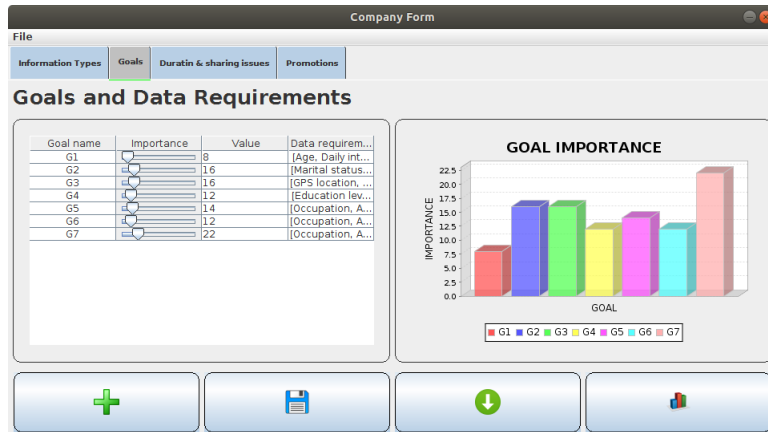 Company Form
File
Information Types Goals Duratin & sharing issues Promotions
Goals and Data Requirements
Goal name Importance Value Data requirem...
G1 8 [Age, Daily int...
G2 16 [Marital status...
G3 16 [GPS location, ...
G4 12 [Education lev...
G5 14 [Occupation, A...
G6 12 [Occupation, A...
G7 22 [Occupation, A...
GOAL IMPORTANCE
IMPORTANCE
22.5
20.0
17.5
15.0
12.5
10.0
7.5
5.0
2.5
0.0
GOAL
G1 G2 G3 G4 G5 G6 G7